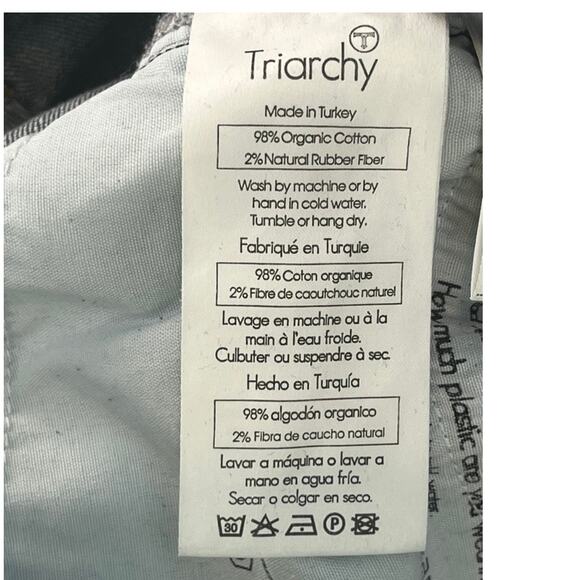 Triarchy
Made in Turkey
98% Organic Cotton
2% Natural Rubber Fiber
Wash by machine or by
hand in cold water.
Tumble or hang dry.
Fabriqué en Turquie
98% Coton organique
2% Fibre de caoutchouc naturel
Lavage en machine ou à la
main à l'eau froide.
Culbuter ou suspendre à sec.
Hecho en Turquía
98% algodón organico
2% Fibra de caucho natural
Lavar a máquina o lavar a
mano en agua fría.
Secar o colgar en seco.
30 P
How much plastic are
water